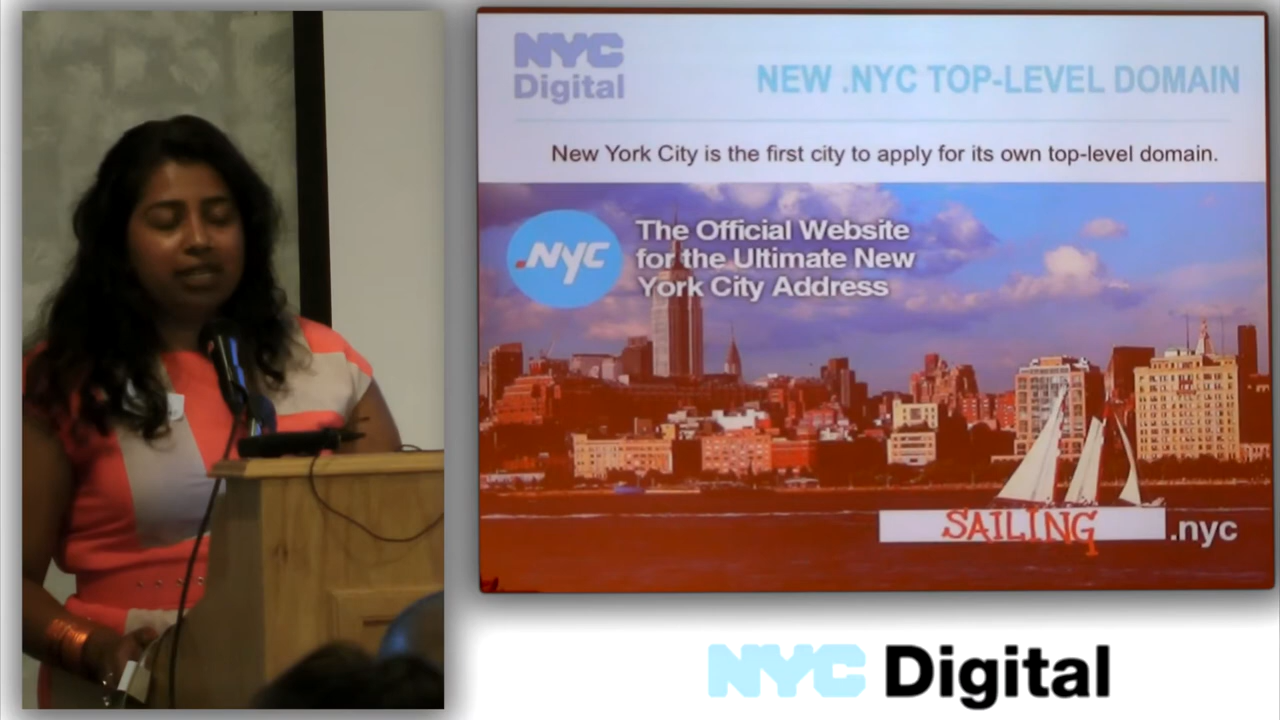 NYC
Digital
NEW .NYC TOP-LEVEL DOMAIN
New York City is the first city to apply for its own top-level domain.
.NYC
The Official Website
for the Ultimate New
York City Address
SAILING .nyc
NYC Digital